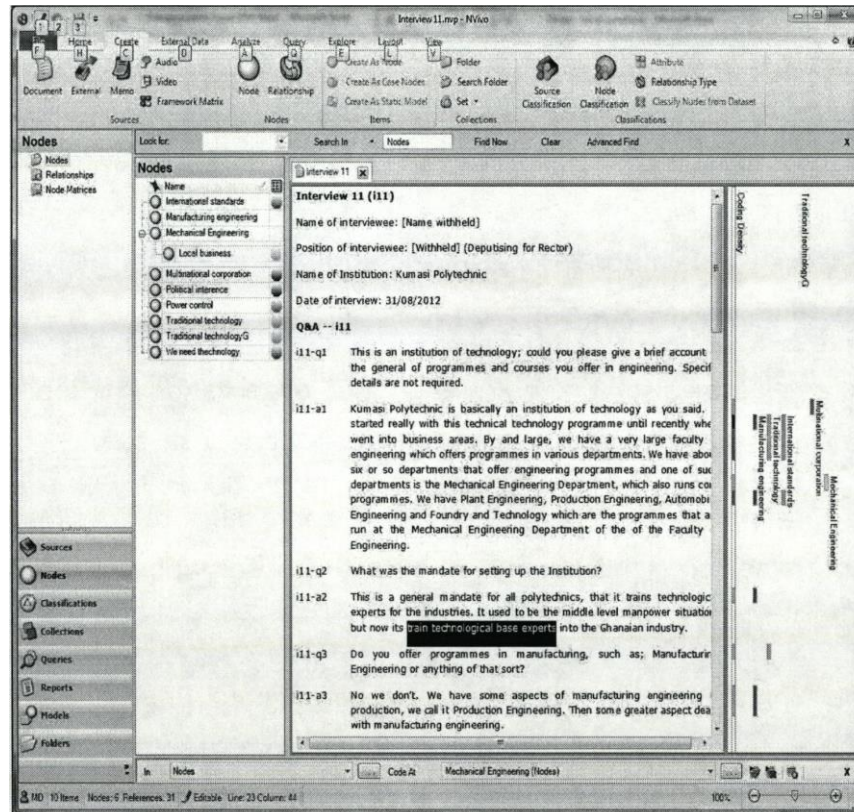 Interview 11.nvp - NVivo
1 2 3
File Home Create External Data Analyze Query Explore Layout View
F H C D A Q E L V
Document External Memo
Audio
Video
Framework Matrix
Sources
Node Relationship
Nodes
Create As Node
Create As Case Nodes
Create As Static Model
Items
Folder
Search Folder
Set
Collections
Source Classification
Node Classification
Attribute
Relationship Type
Classify Nodes from Dataset
Classifications
Nodes
Nodes
Relationships
Node Matrices
Look for:
Search In
Nodes
Find Now
Clear
Advanced Find
X
Nodes
Name
International standards
Manufacturing engineering
Mechanical Engineering
Local business
Multinational corporation
Political inference
Power control
Traditional technology
Traditional technologyG
We need thechnology
Interview 11
Interview 11 (i11)
Name of interviewee: [Name withheld]
Position of interviewee: [Withheld] (Deputising for Rector)
Name of Institution: Kumasi Polytechnic
Date of interview: 31/08/2012
Q&A -- i11
i11-q1 This is an institution of technology; could you please give a brief account
the general of programmes and courses you offer in engineering. Specif
details are not required.
i11-a1 Kumasi Polytechnic is basically an institution of technology as you said.
started really with this technical technology programme until recently whe
went into business areas. By and large, we have a very large faculty
engineering which offers programmes in various departments. We have abou
six or so departments that offer engineering programmes and one of suc
departments is the Mechanical Engineering Department, which also runs co
programmes. We have Plant Engineering, Production Engineering, Automobi
Engineering and Foundry and Technology which are the programmes that a
run at the Mechanical Engineering Department of the of the Faculty
Engineering.
i11-q2 What was the mandate for setting up the Institution?
i11-a2 This is a general mandate for all polytechnics, that it trains technologic
experts for the industries. It used to be the middle level manpower situation
but now its train technological base experts into the Ghanaian industry.
i11-q3 Do you offer programmes in manufacturing, such as; Manufacturin
Engineering or anything of that sort?
i11-a3 No we don't. We have some aspects of manufacturing engineering
production, we call it Production Engineering. Then some greater aspect dea
with manufacturing engineering.
Coding Density
Manufacturing engineering
Traditional technology
International standards
Traditional technologyG
Multinational corporation
Mechanical Engineering
Sources
Nodes
Classifications
Collections
Queries
Reports
Models
Folders
In
Nodes
Code At
Mechanical Engineering (Nodes)
X
MD 10 Items Nodes: 6 References: 31 Editable Line: 23 Column: 44
100%